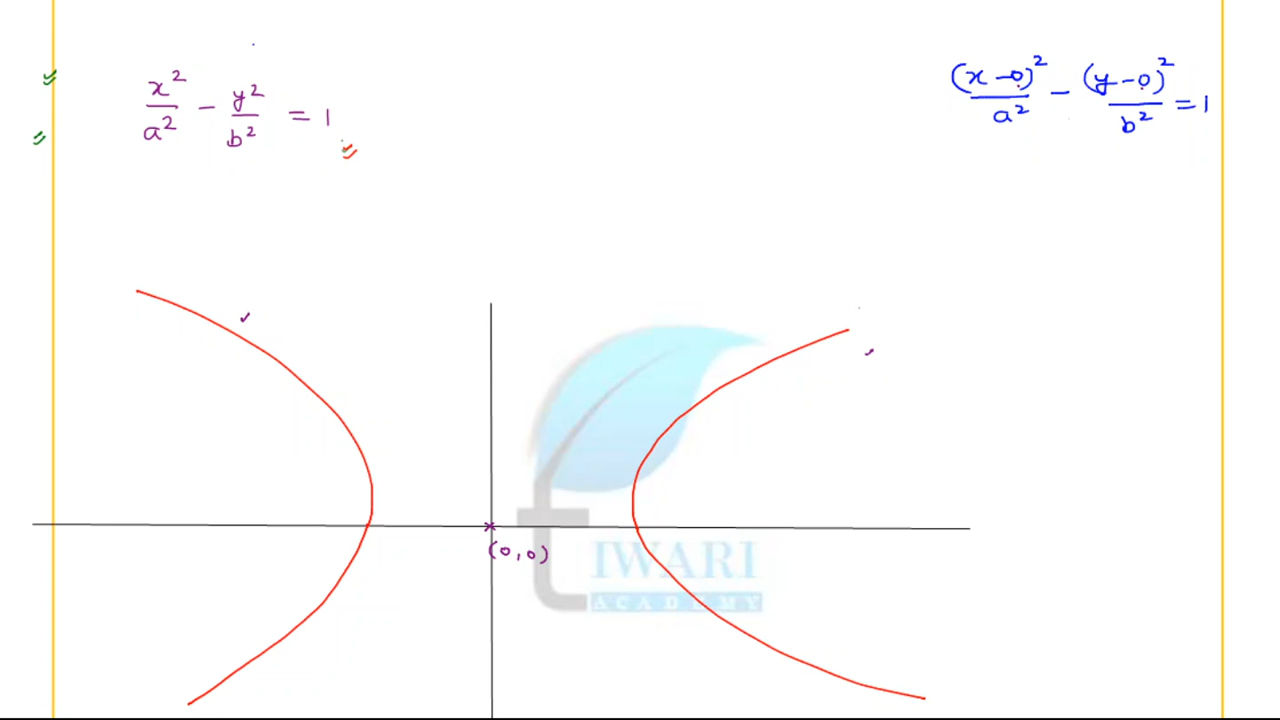 x²/a² - y²/b² = 1
(x-0)²/a² - (y-0)²/b² = 1
(0,0)
IWARI
ACADEMY